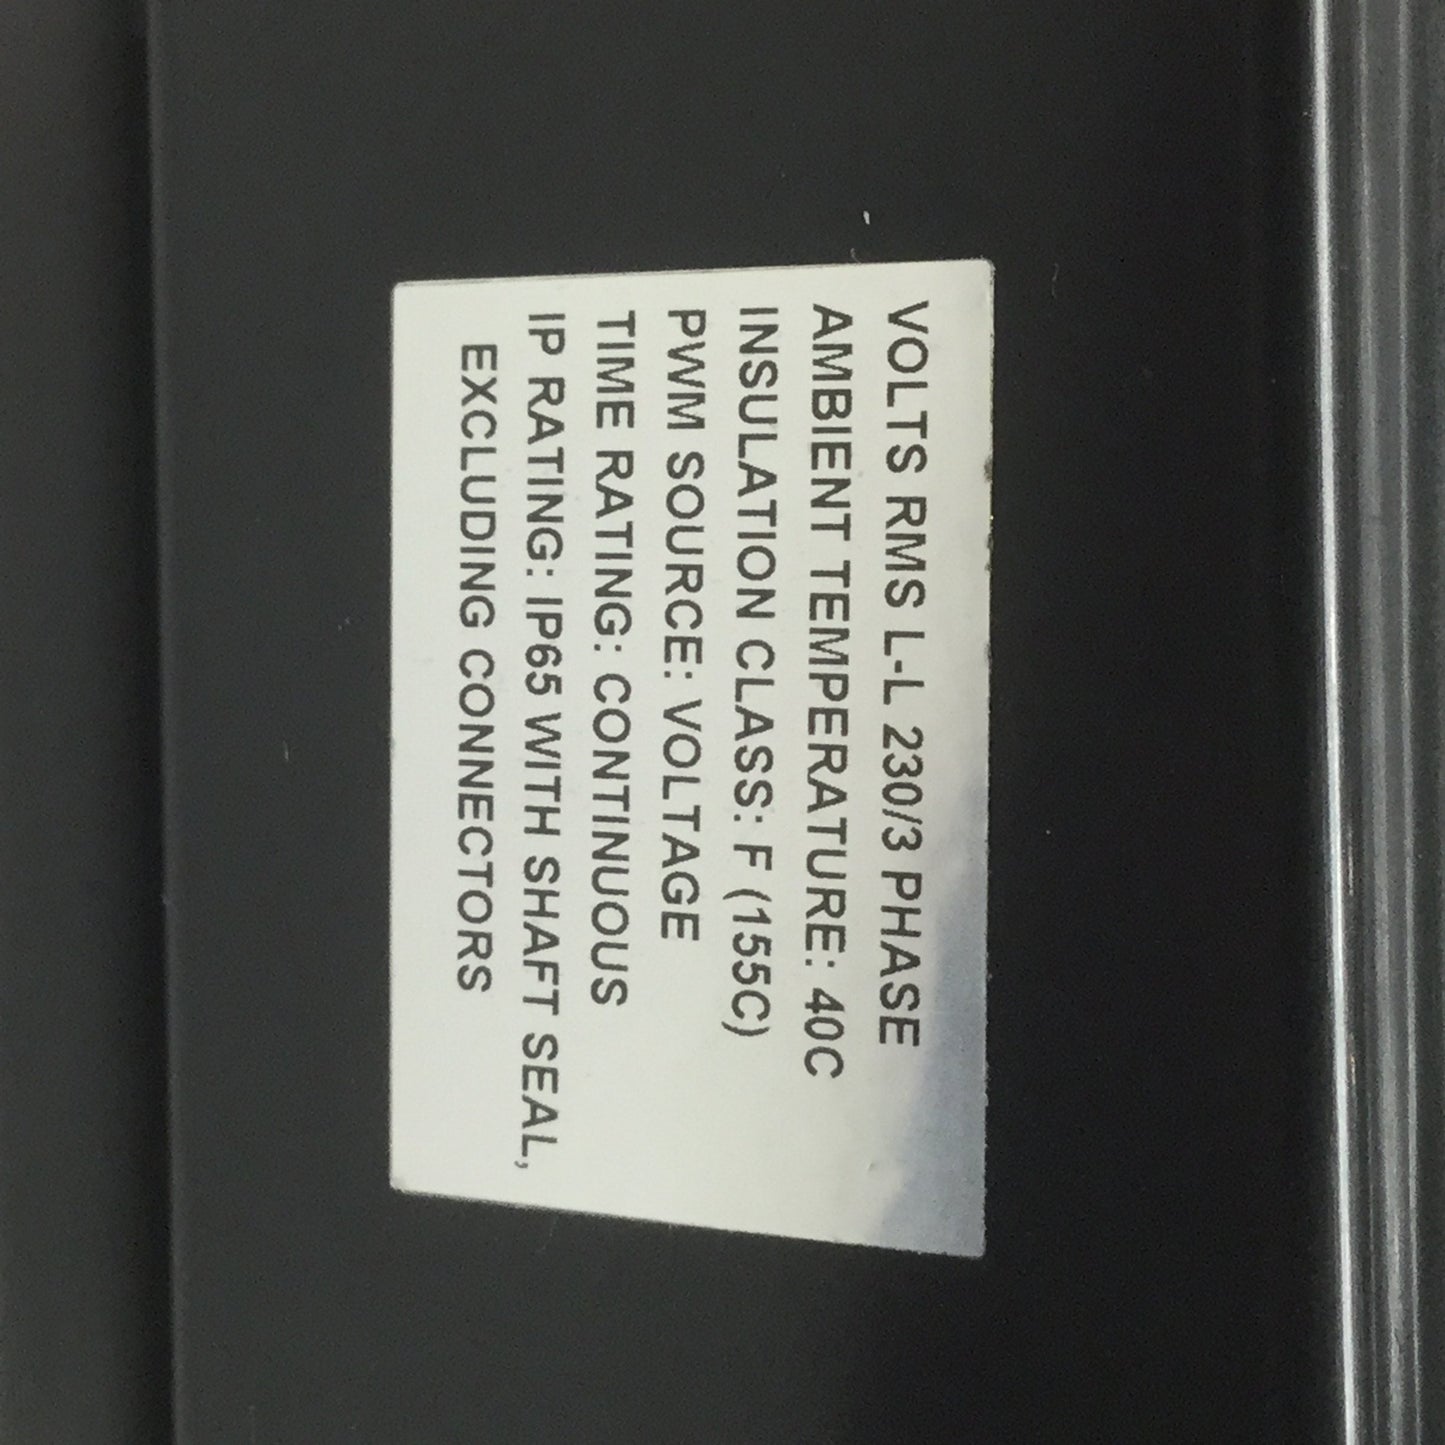 VOLTS RMS L-L 230/3 PHASE
AMBIENT TEMPERATURE: 40C
INSULATION CLASS: F (155C)
PWM SOURCE: VOLTAGE
TIME RATING: CONTINUOUS
IP RATING: IP65 WITH SHAFT SEAL,
EXCLUDING CONNECTORS